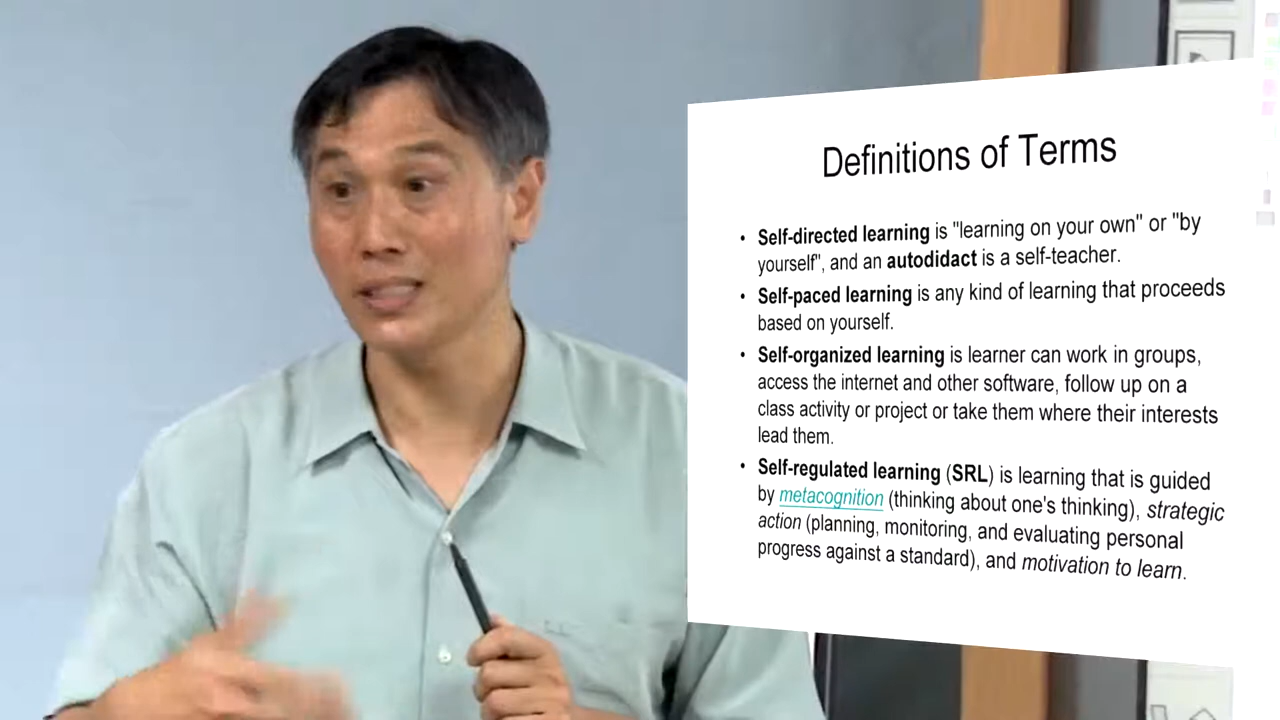 Definitions of Terms
• Self-directed learning is "learning on your own" or "by
yourself", and an autodidact is a self-teacher.
• Self-paced learning is any kind of learning that proceeds
based on yourself.
• Self-organized learning is learner can work in groups,
access the internet and other software, follow up on a
class activity or project or take them where their interests
lead them.
• Self-regulated learning (SRL) is learning that is guided
by metacognition (thinking about one's thinking), strategic
action (planning, monitoring, and evaluating personal
progress against a standard), and motivation to learn.